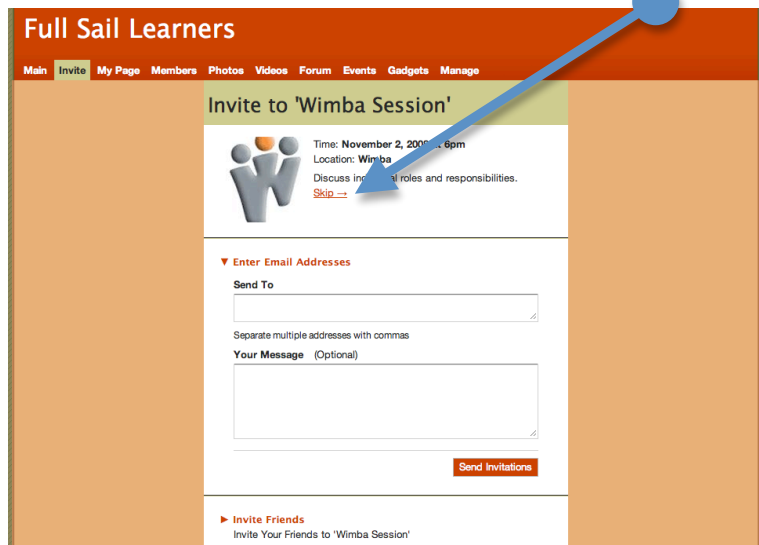 Full Sail Learners
Main Invite My Page Members Photos Videos Forum Events Gadgets Manage
Invite to 'Wimba Session'
Time: November 2, 6pm
Location: Wimba
Discuss roles and responsibilities.
Skip →
▼ Enter Email Addresses
Send To
Separate multiple addresses with commas
Your Message (Optional)
Send Invitations
► Invite Friends
Invite Your Friends to 'Wimba Session'